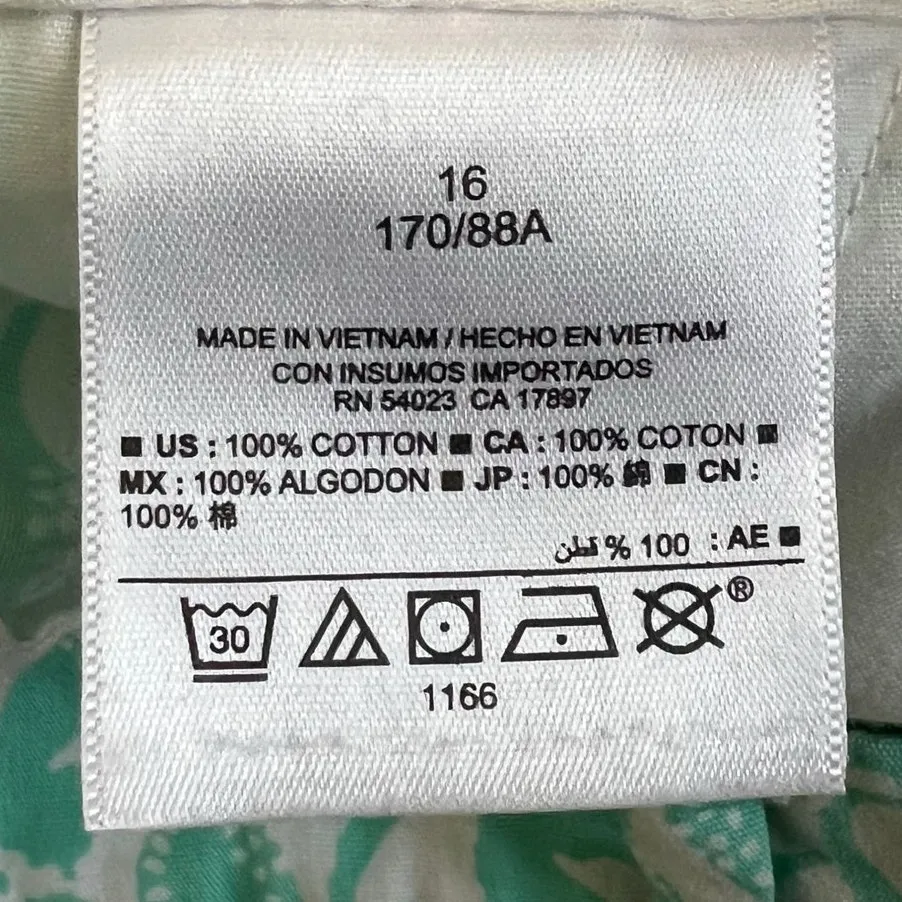 16
170/88A
MADE IN VIETNAM / HECHO EN VIETNAM
CON INSUMOS IMPORTADOS
RN 54023 CA 17897
■ US : 100% COTTON ■ CA : 100% COTON ■
MX : 100% ALGODON ■ JP : 100% 綿 ■ CN :
100% 棉
■ AE : 100 % قطن
30
®
1166